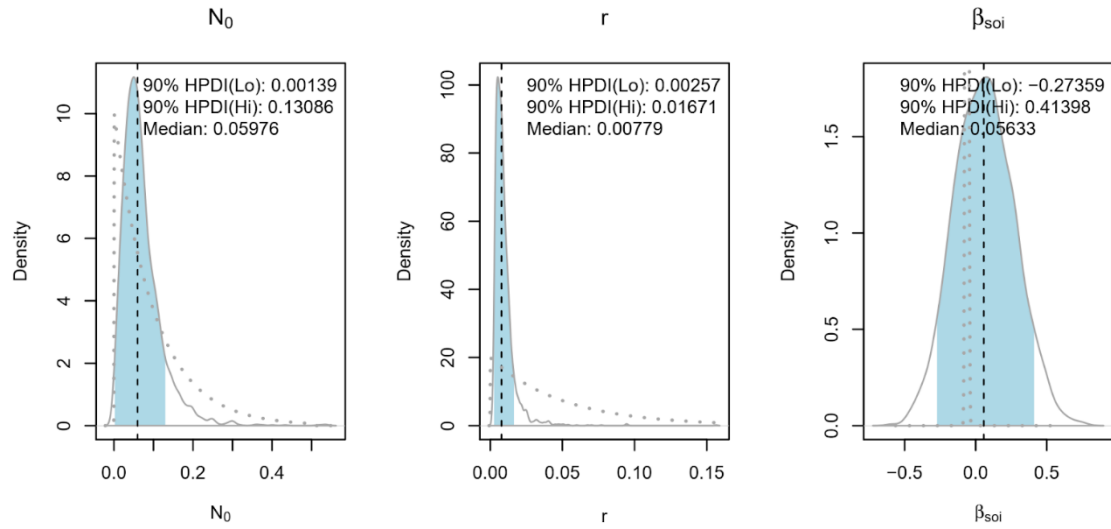 N0
90% HPDI(Lo): 0.00139
90% HPDI(Hi): 0.13086
Median: 0.05976
Density
0 2 4 6 8 10
0.0 0.2 0.4
N0
r
90% HPDI(Lo): 0.00257
90% HPDI(Hi): 0.01671
Median: 0.00779
Density
0 20 40 60 80 100
0.00 0.05 0.10 0.15
r
βsoi
90% HPDI(Lo): −0.27359
90% HPDI(Hi): 0.41398
Median: 0.05633
Density
0.0 0.5 1.0 1.5
−0.5 0.0 0.5
βsoi